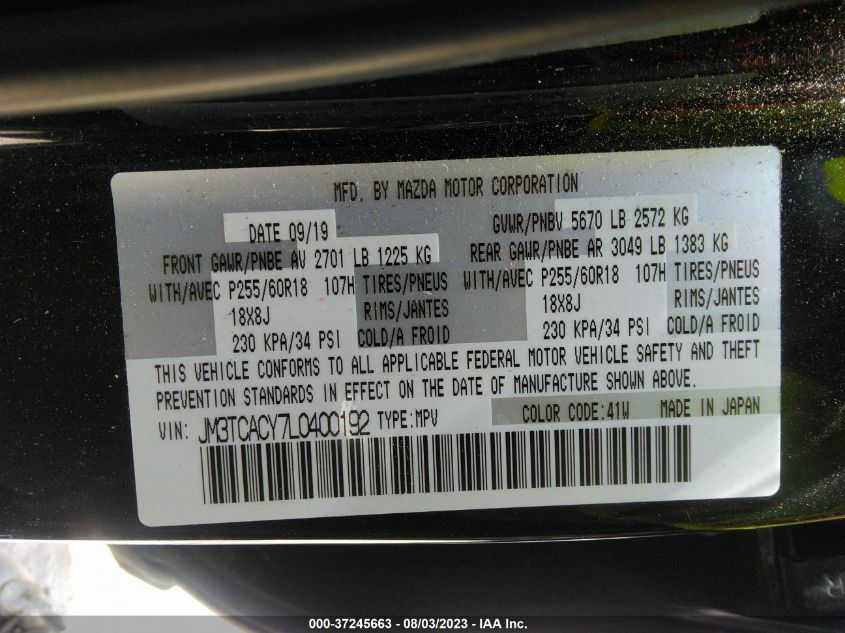 MFD. BY MAZDA MOTOR CORPORATION
DATE 09/19 GVWR/PNBV 5670 LB 2572 KG
FRONT GAWR/PNBE AV 2701 LB 1225 KG REAR GAWR/PNBE AR 3049 LB 1383 KG
WITH/AVEC P255/60R18 107H TIRES/PNEUS WITH/AVEC P255/60R18 107H TIRES/PNEUS
18X8J RIMS/JANTES 18X8J RIMS/JANTES
230 KPA/34 PSI COLD/A FROID 230 KPA/34 PSI COLD/A FROID
THIS VEHICLE CONFORMS TO ALL APPLICABLE FEDERAL MOTOR VEHICLE SAFETY AND THEFT
PREVENTION STANDARDS IN EFFECT ON THE DATE OF MANUFACTURE SHOWN ABOVE.
VIN: JM3TCACY7L0400192 TYPE:MPV COLOR CODE:41W MADE IN JAPAN
000-37245663 - 08/03/2023 - IAA Inc.